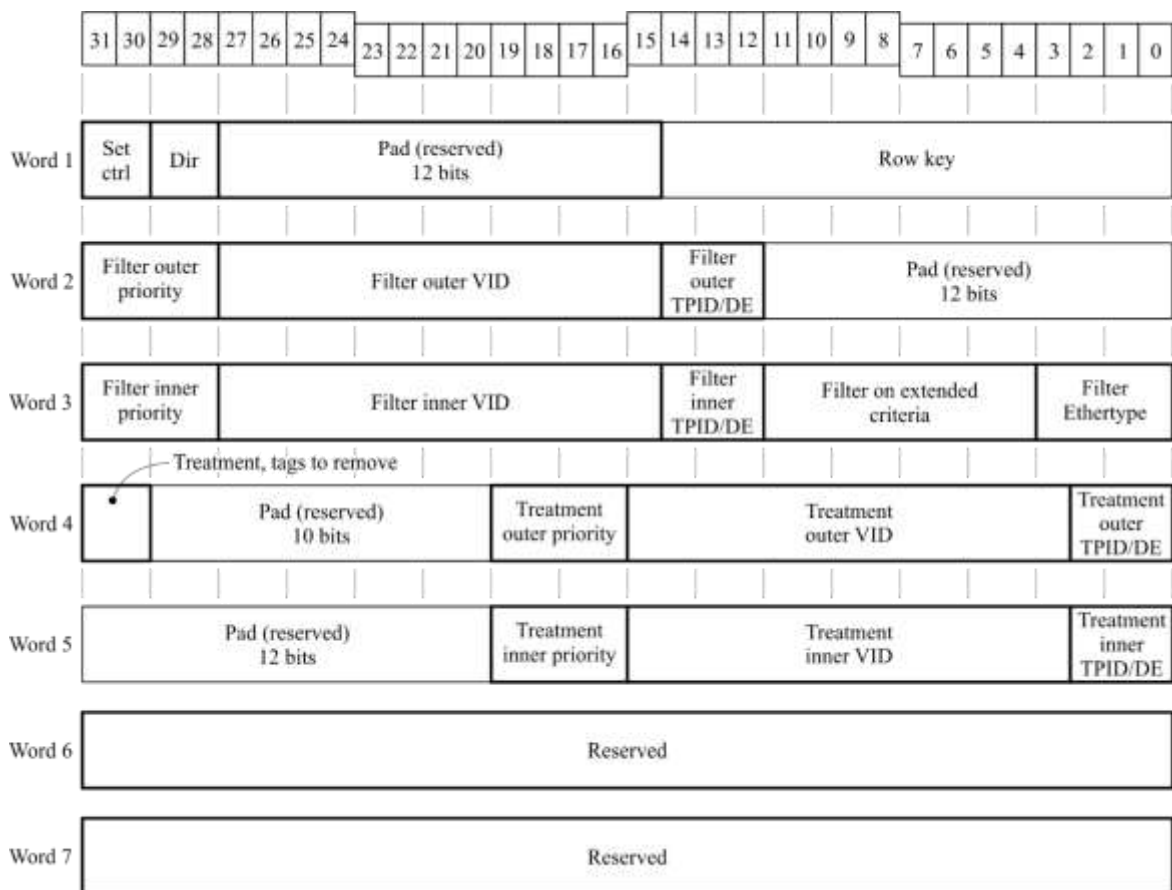 31 30 29 28 27 26 25 24 23 22 21 20 19 18 17 16 15 14 13 12 11 10 9 8 7 6 5 4 3 2 1 0
Word 1
Set
ctrl
Dir
Pad (reserved)
12 bits
Row key
Word 2
Filter outer
priority
Filter outer VID
Filter
outer
TPID/DE
Pad (reserved)
12 bits
Word 3
Filter inner
priority
Filter inner VID
Filter
inner
TPID/DE
Filter on extended
criteria
Filter
Ethertype
Treatment, tags to remove
Word 4
Pad (reserved)
10 bits
Treatment
outer priority
Treatment
outer VID
Treatment
outer
TPID/DE
Word 5
Pad (reserved)
12 bits
Treatment
inner priority
Treatment
inner VID
Treatment
inner
TPID/DE
Word 6
Reserved
Word 7
Reserved